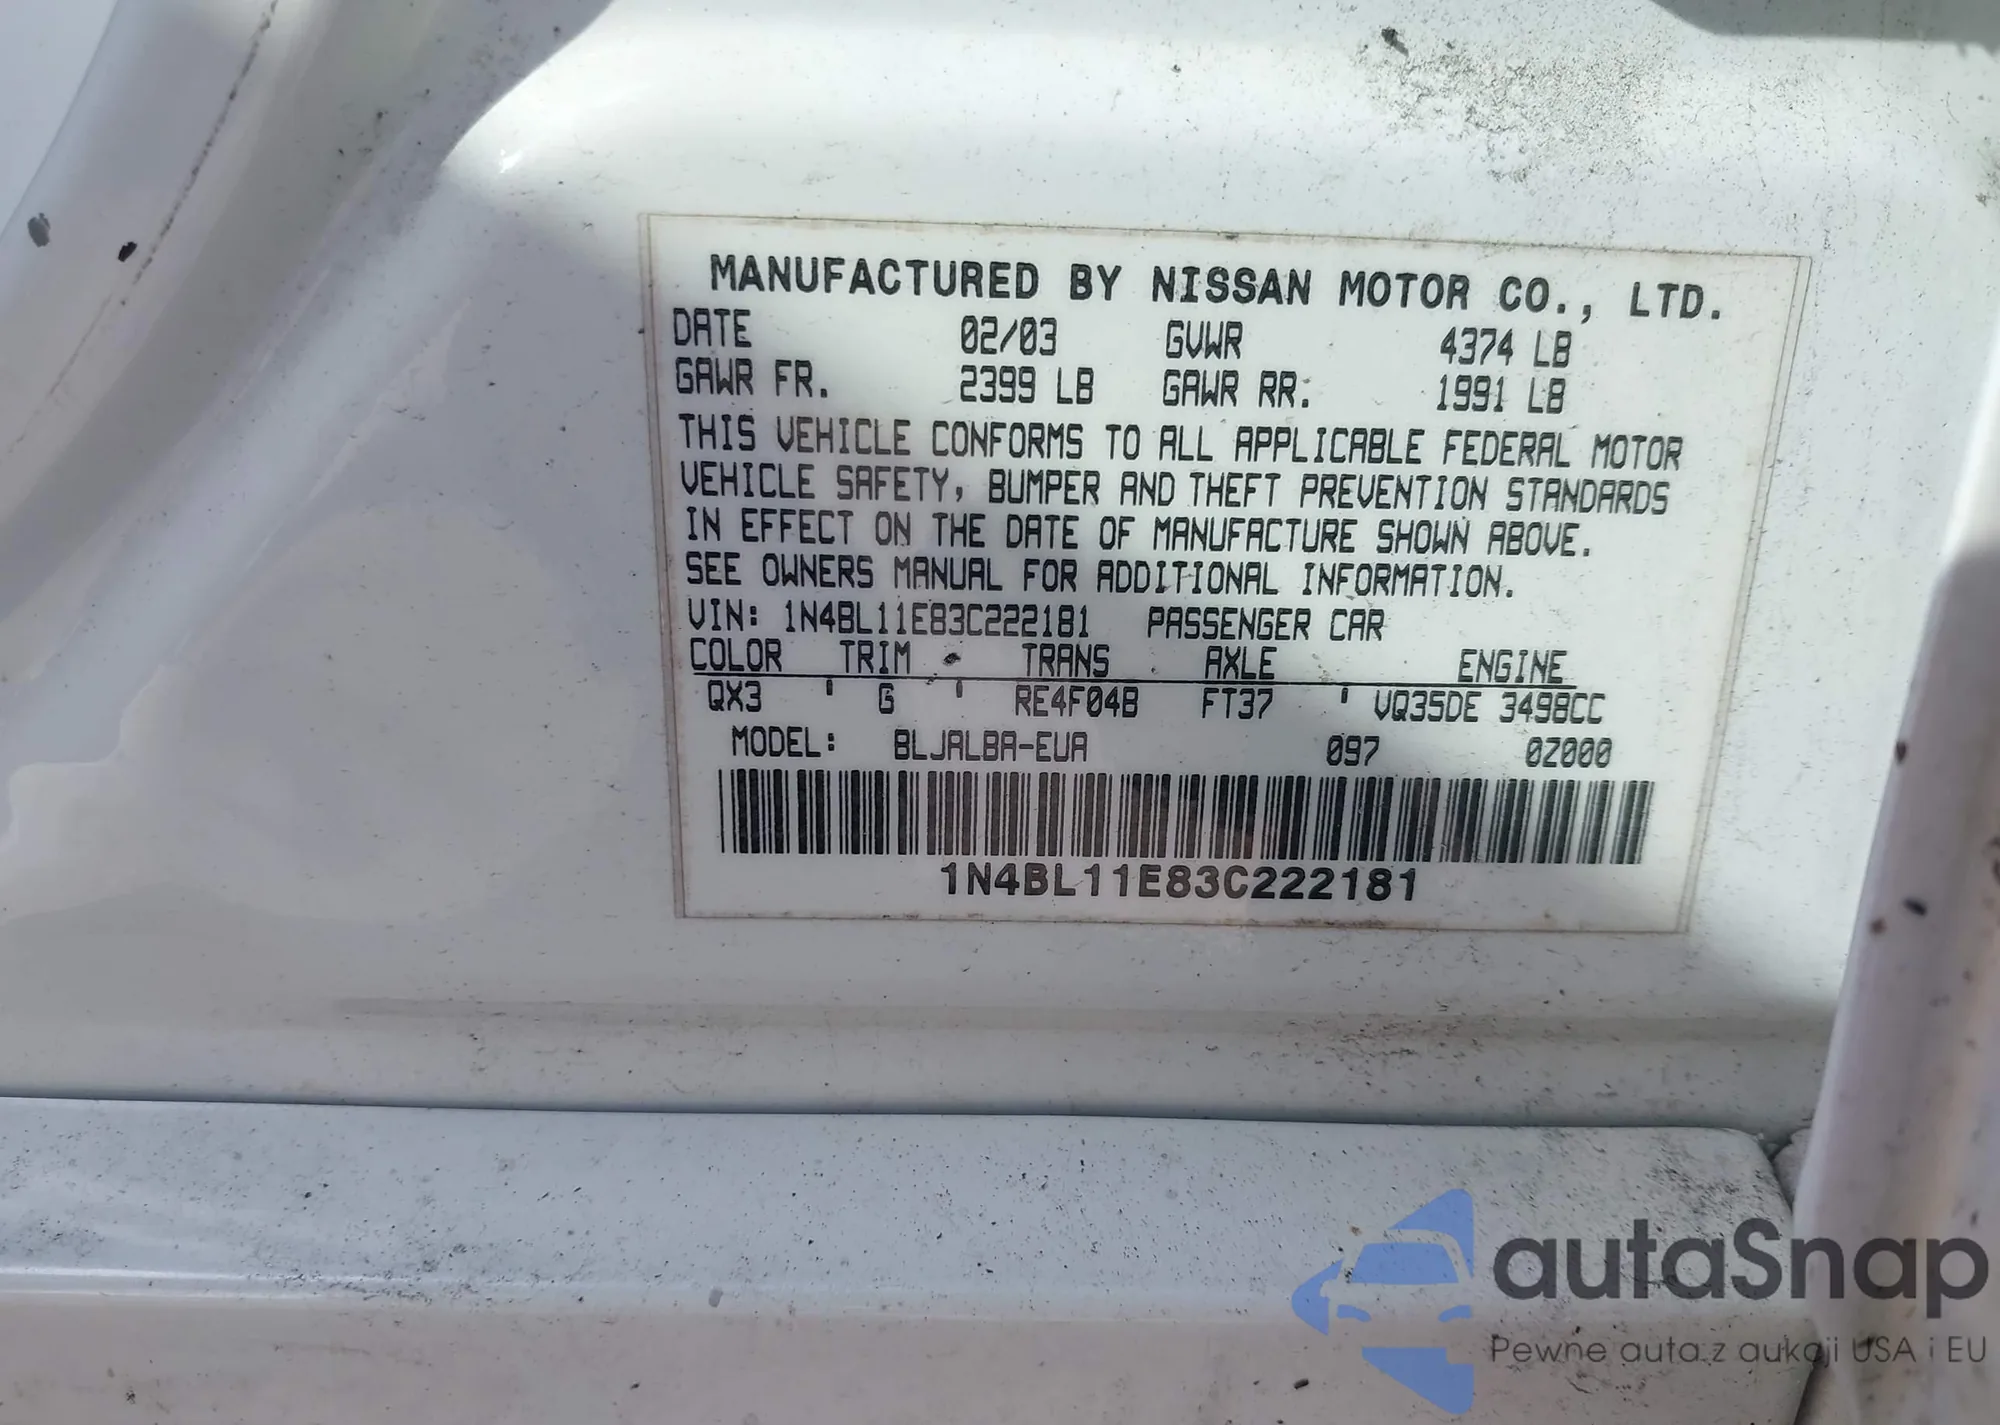 MANUFACTURED BY NISSAN MOTOR CO., LTD.
DATE 02/03 GVWR 4374 LB
GAWR FR. 2399 LB GAWR RR: 1991 LB
THIS VEHICLE CONFORMS TO ALL APPLICABLE FEDERAL MOTOR
VEHICLE SAFETY, BUMPER AND THEFT PREVENTION STANDARDS
IN EFFECT ON THE DATE OF MANUFACTURE SHOWN ABOVE.
SEE OWNERS MANUAL FOR ADDITIONAL INFORMATION.
VIN: 1N4BL11E83C222181 PASSENGER CAR
COLOR TRIM TRANS AXLE ENGINE
QX3 ' G ' RE4F04B FT37 ' VQ35DE 3498CC
MODEL: BLJALBA-EUA 097 0Z000
1N4BL11E83C222181
autaSnap
Pewne auta z aukcji USA i EU